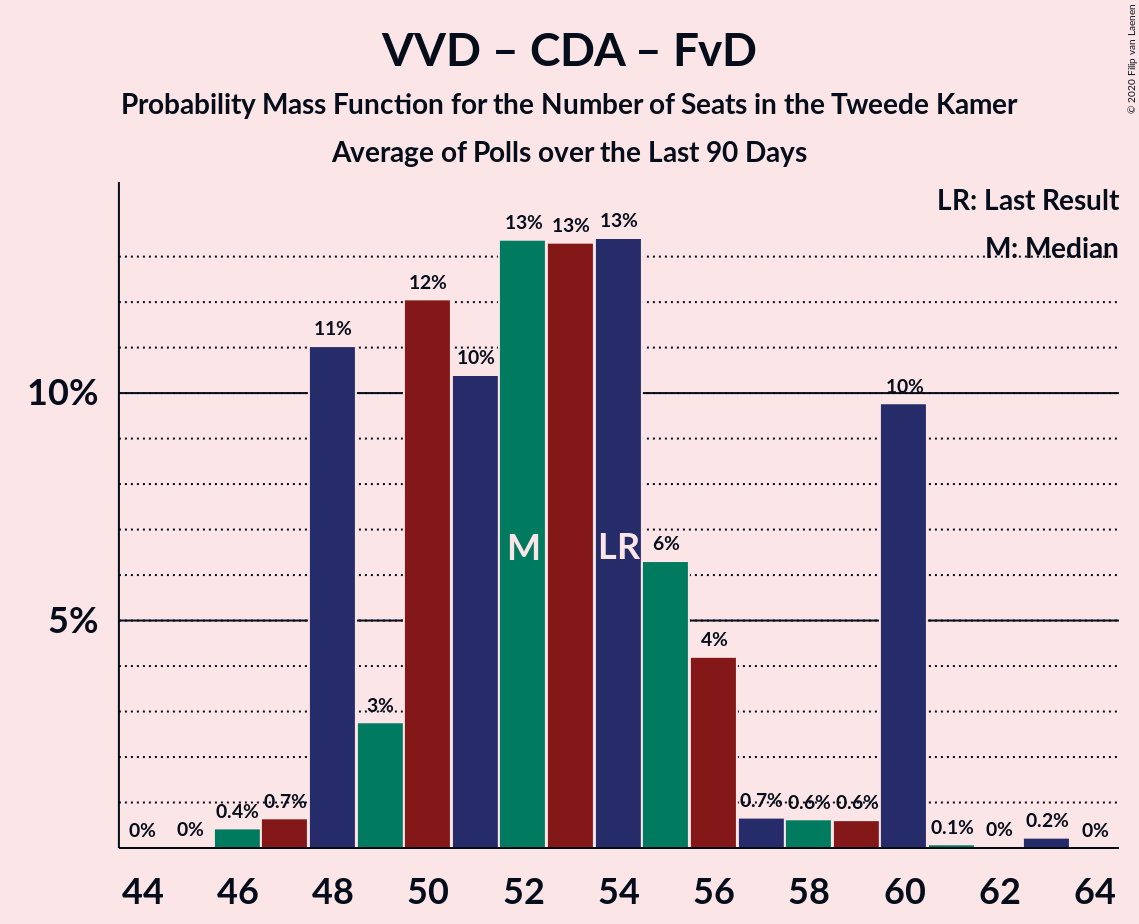 VVD – CDA – FvD
Probability Mass Function for the Number of Seats in the Tweede Kamer
Average of Polls over the Last 90 Days
© 2020 Filip van Laenen
LR: Last Result
M: Median
10%
5%
0%
0%
0.4%
0.7%
11%
3%
12%
10%
13%
13%
13%
6%
4%
0.7%
0.6%
0.6%
10%
0.1%
0%
0.2%
0%
M
LR
44 46 48 50 52 54 56 58 60 62 64